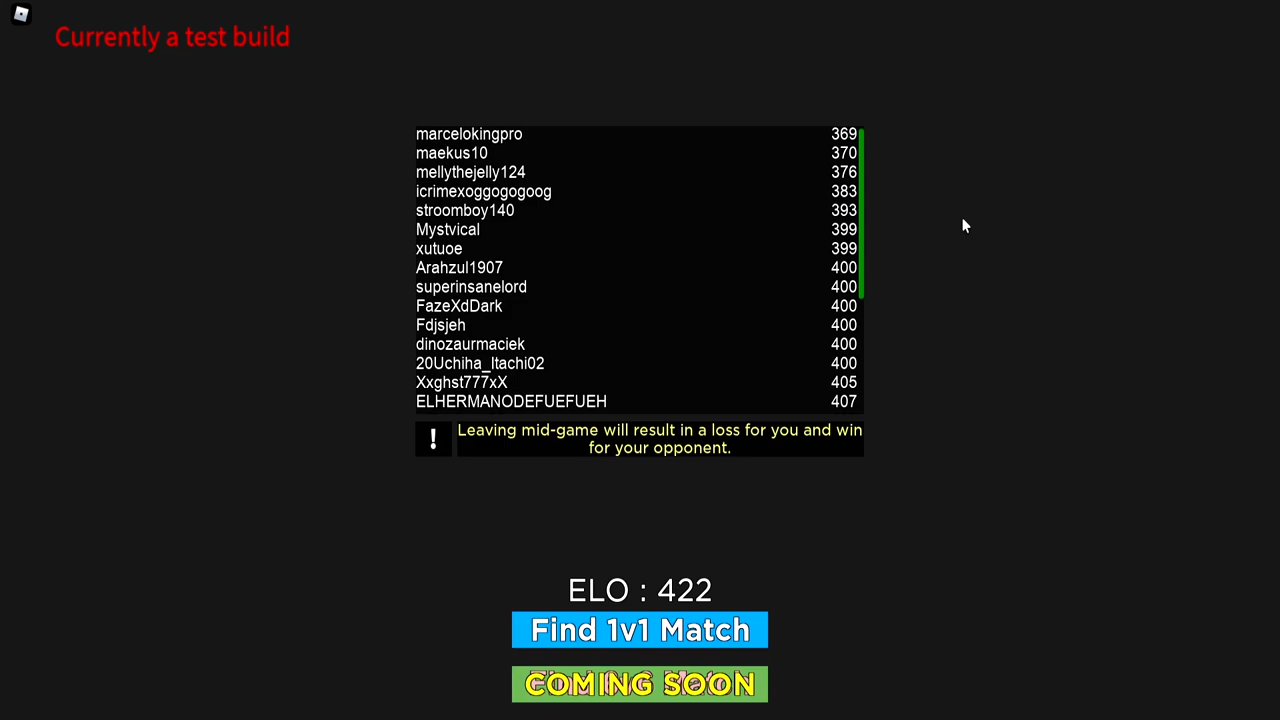 Currently a test build
marcelokingpro 369
maekus10 370
mellythejelly124 376
icrimexoggogogoog 383
stroomboy140 393
Mystvical 399
xutuoe 399
Arahzul1907 400
superinsanelord 400
FazeXdDark 400
Fdjsjeh 400
dinozaurmaciek 400
20Uchiha_Itachi02 400
Xxghst777xX 405
ELHERMANODEFUEFUEH 407
! Leaving mid-game will result in a loss for you and win
for your opponent.
ELO : 422
Find 1v1 Match
COMING SOON